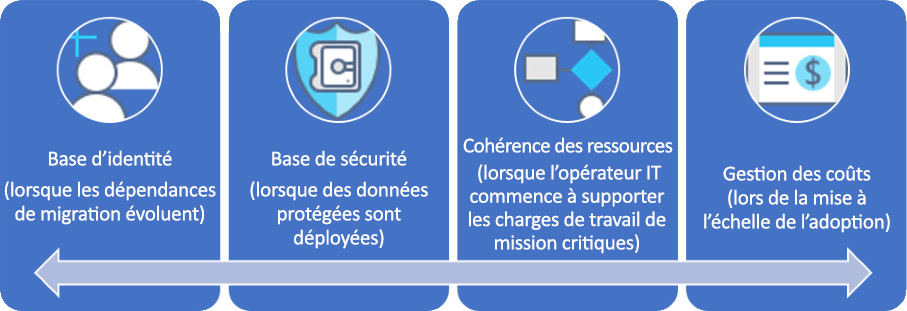 Base d’identité
(lorsque les dépendances
de migration évoluent)
Base de sécurité
(lorsque des données
protégées sont
déployées)
Cohérence des ressources
(lorsque l’opérateur IT
commence à supporter
les charges de travail de
mission critiques)
$
Gestion des coûts
(lors de la mise à
l’échelle de l’adoption)